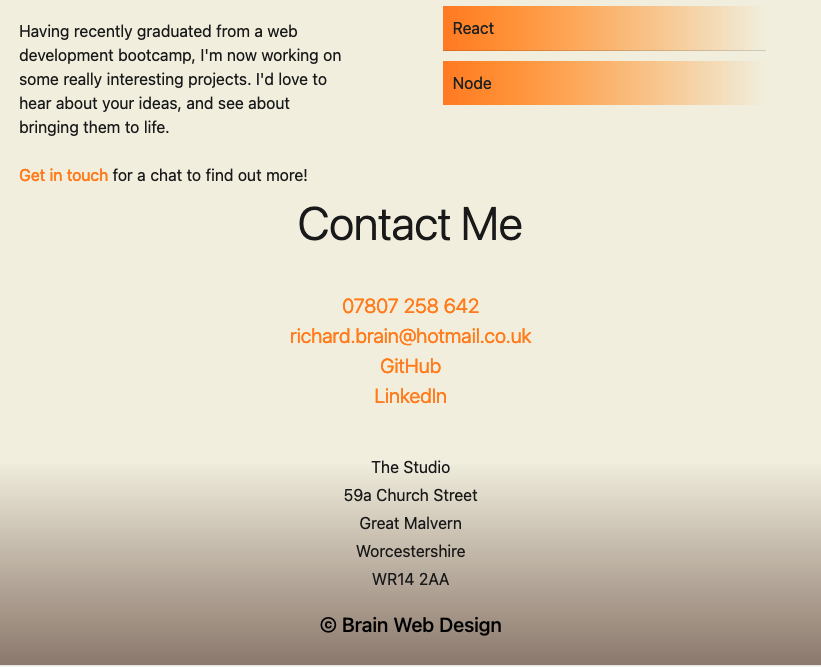 Having recently graduated from a web
development bootcamp, I'm now working on
some really interesting projects. I'd love to
hear about your ideas, and see about
bringing them to life.
Get in touch for a chat to find out more!
React
Node
Contact Me
07807 258 642
richard.brain@hotmail.co.uk
GitHub
LinkedIn
The Studio
59a Church Street
Great Malvern
Worcestershire
WR14 2AA
© Brain Web Design